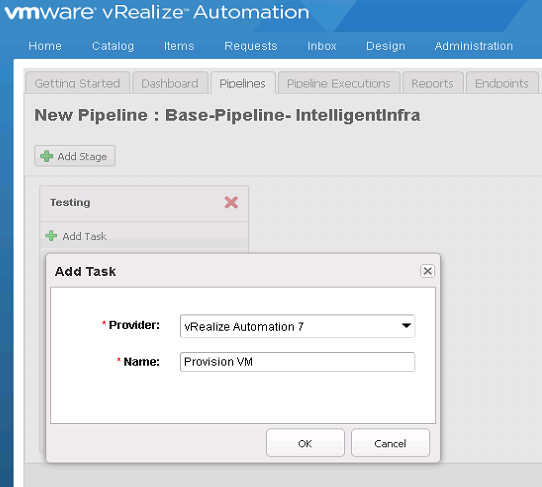 vmware® vRealize™ Automation
Home Catalog Items Requests Inbox Design Administration
Getting Started Dashboard Pipelines Pipeline Executions Reports Endpoints
New Pipeline : Base-Pipeline- IntelligentInfra
Add Stage
Testing
Add Task
Add Task
* Provider: vRealize Automation 7
* Name: Provision VM
OK Cancel